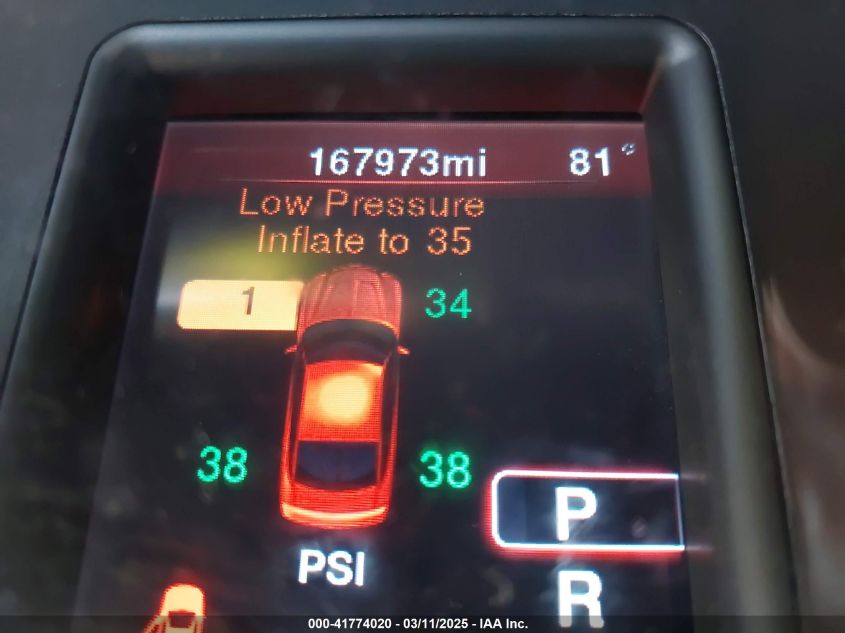 167973mi 81°
Low Pressure
Inflate to 35
1 34
38 38
P
PSI
R
000-41774020 - 03/11/2025 - IAA Inc.